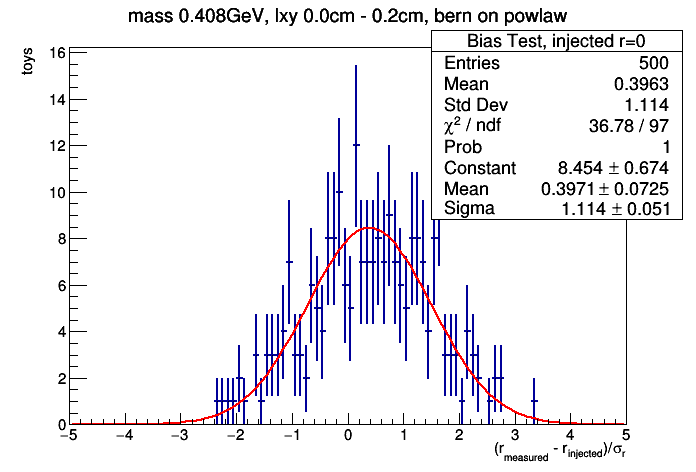 mass 0.408GeV, lxy 0.0cm - 0.2cm, bern on powlaw
Bias Test, injected r=0
Entries 500
Mean 0.3963
Std Dev 1.114
χ² / ndf 36.78 / 97
Prob 1
Constant 8.454 ± 0.674
Mean 0.3971 ± 0.0725
Sigma 1.114 ± 0.051
toys
16
14
12
10
8
6
4
2
0
−5 −4 −3 −2 −1 0 1 2 3 4 5
(r_measured - r_injected)/σ_r